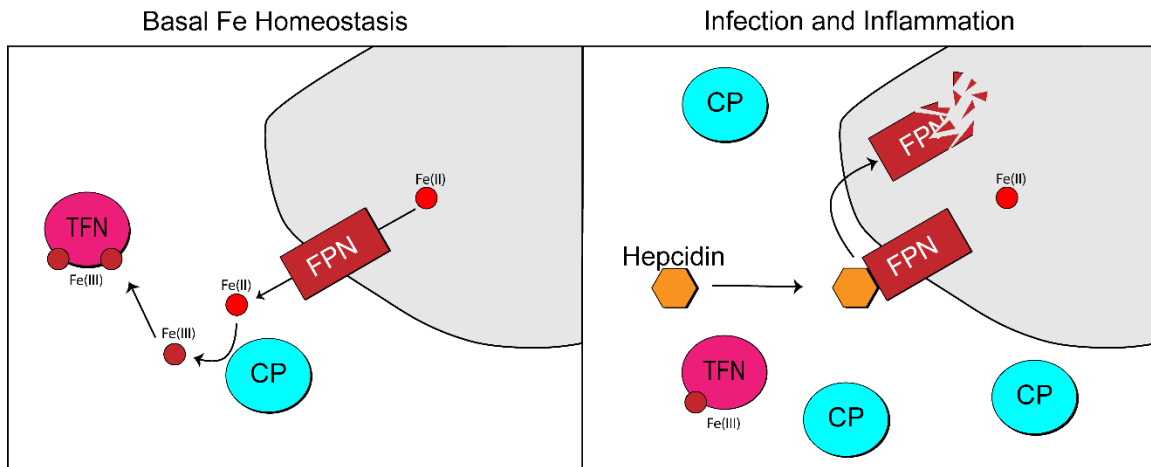 Basal Fe Homeostasis
Fe(II)
TFN
FPN
Fe(III)
Fe(II)
Fe(III)
CP
Infection and Inflammation
CP
FPN
Fe(II)
Hepcidin
FPN
TFN
Fe(III)
CP
CP